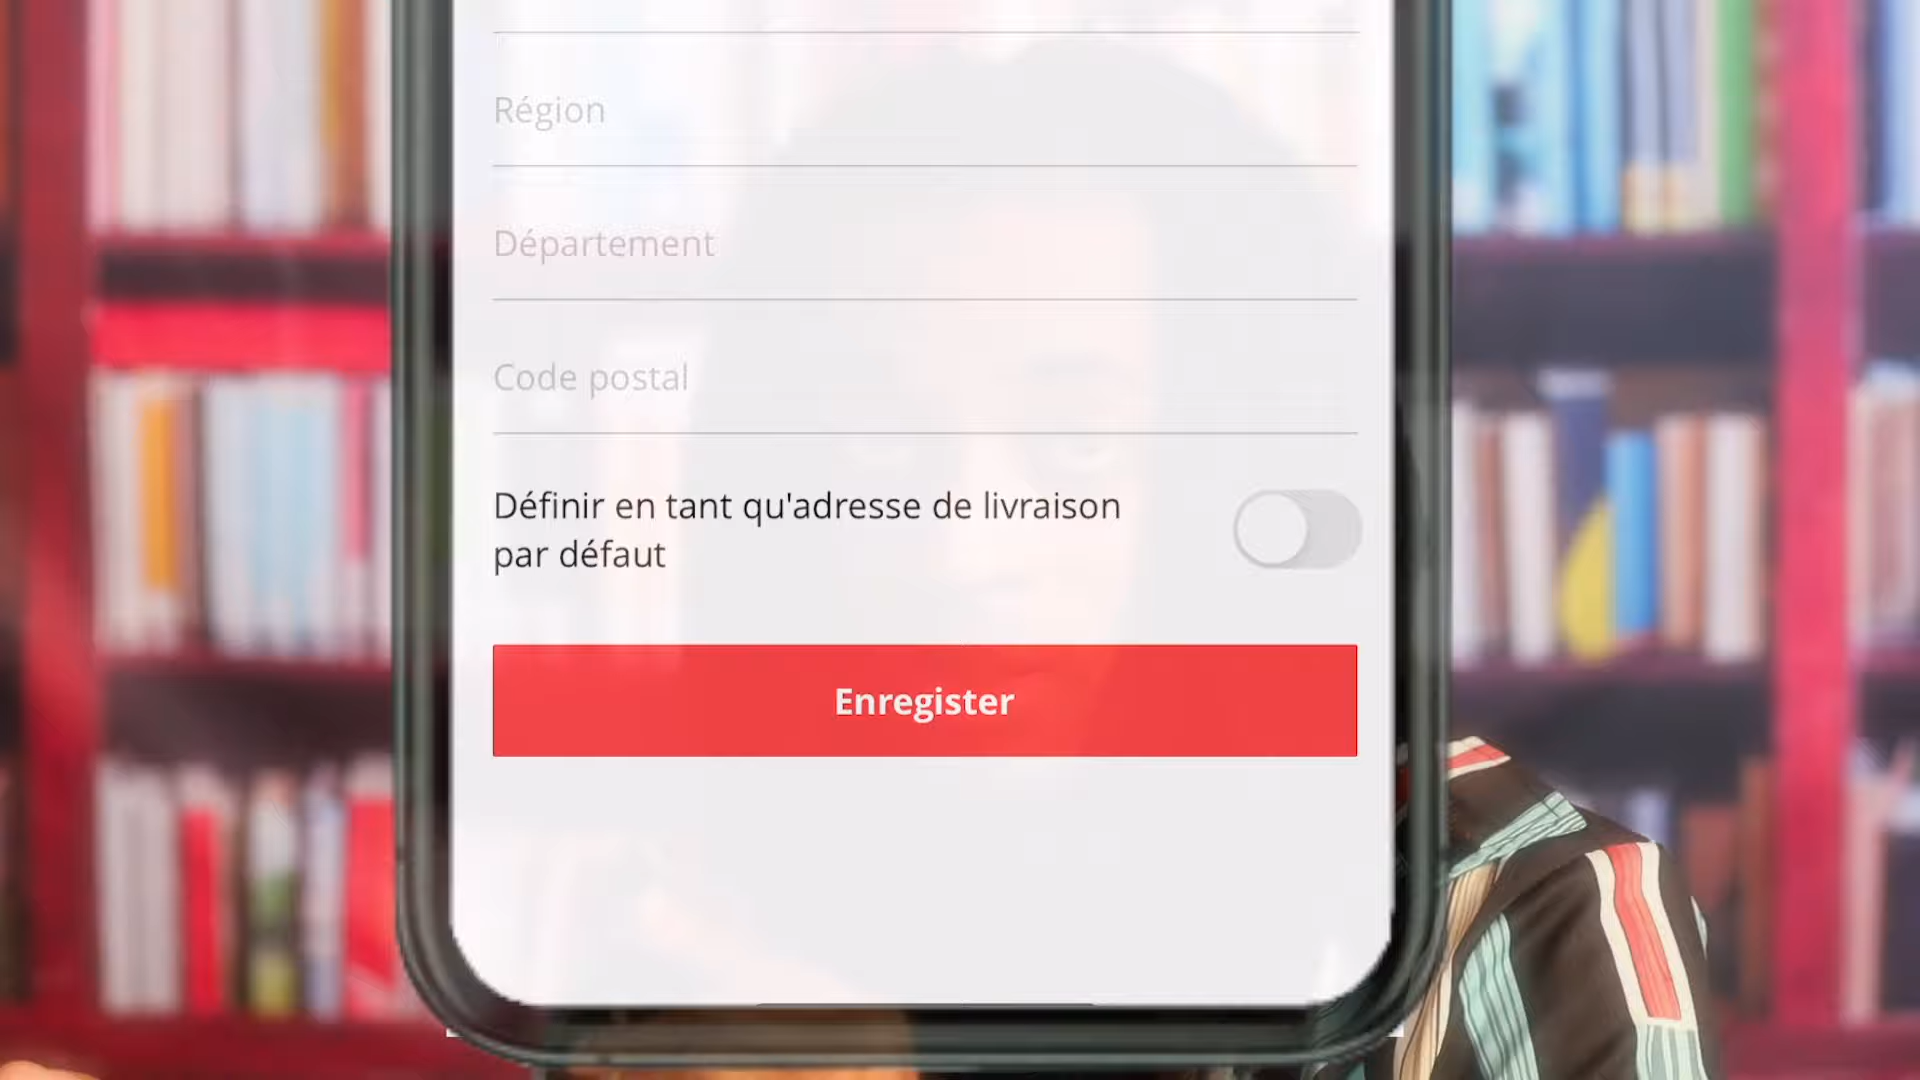 Région
Département
Code postal
Définir en tant qu'adresse de livraison
par défaut
Enregister